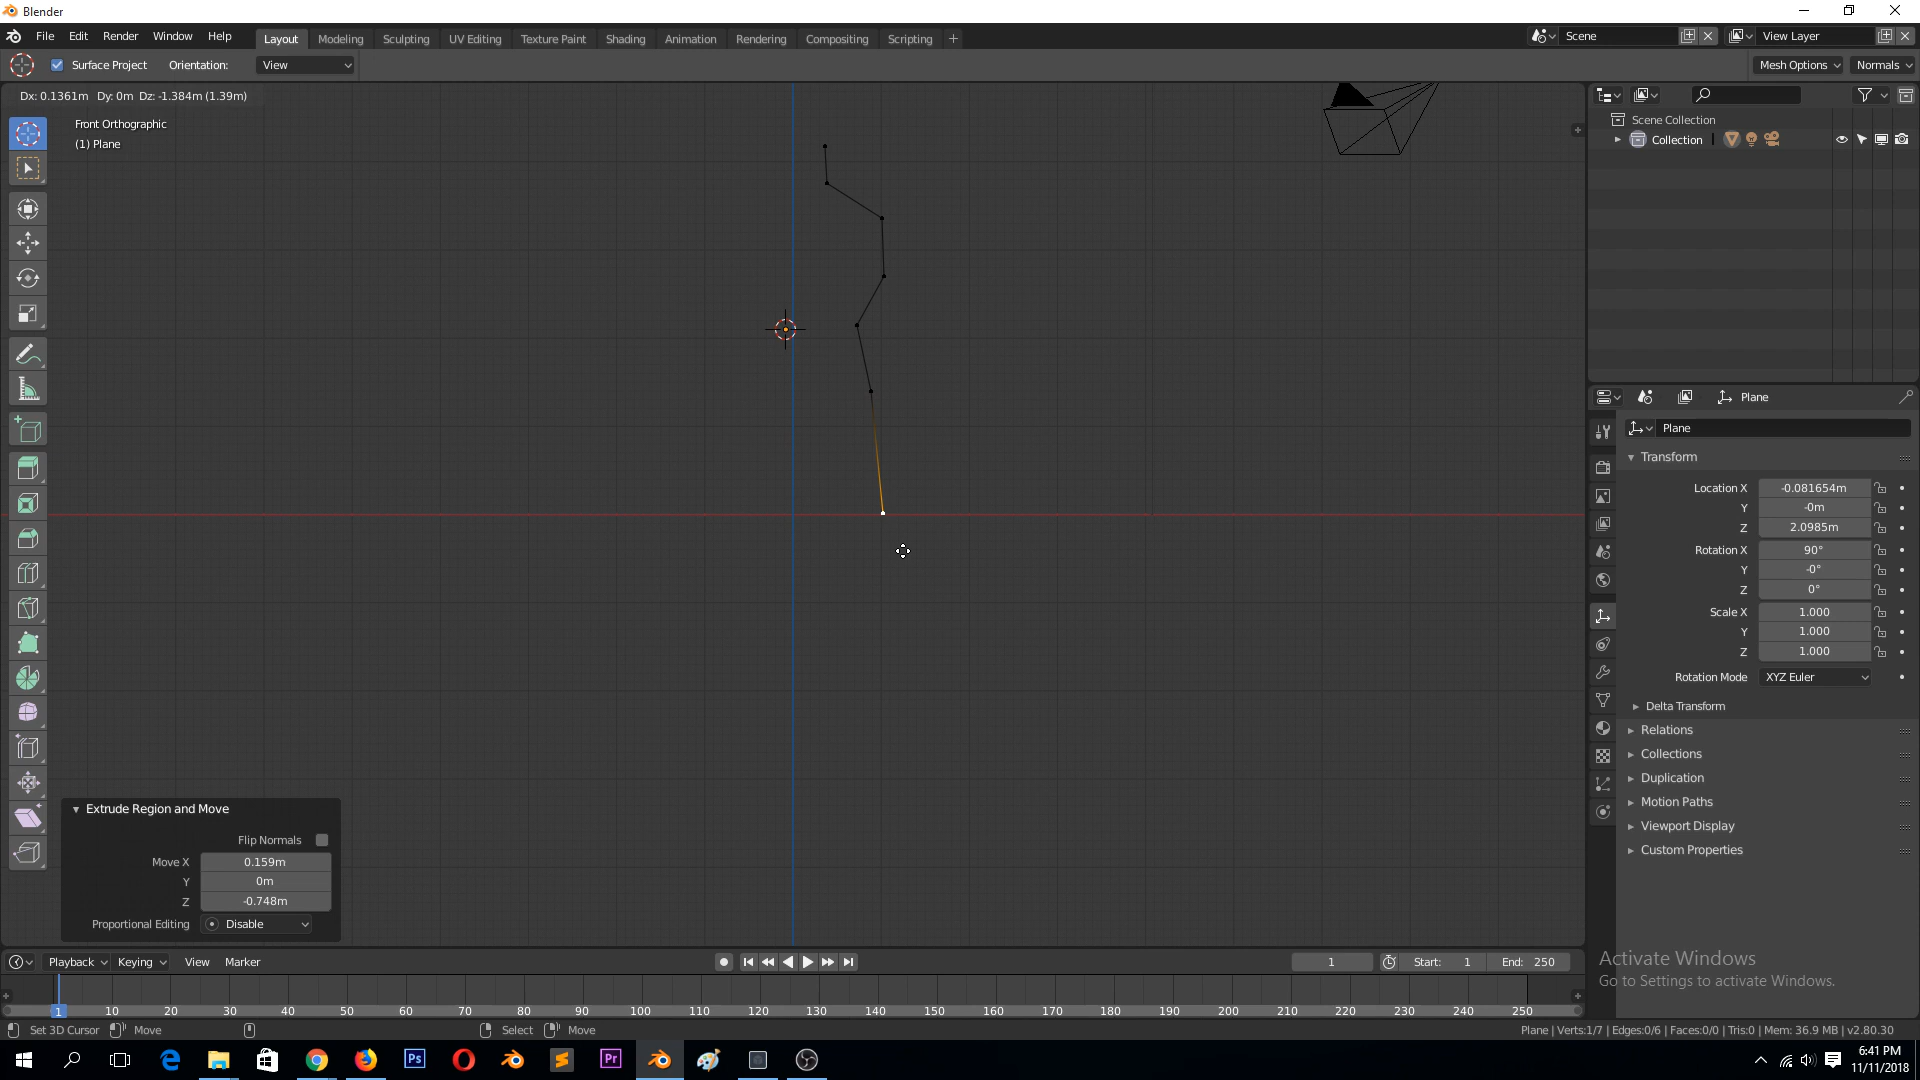 Blender
File Edit Render Window Help
Layout Modeling Sculpting UV Editing Texture Paint Shading Animation Rendering Compositing Scripting
Scene
View Layer
Surface Project Orientation: View
Mesh Options Normals
Dx: 0.1361m Dy: 0m Dz: -1.384m (1.39m)
Front Orthographic
(1) Plane
Scene Collection
Collection
Plane
Plane
Transform
Location X -0.081654m
Y -0m
Z 2.0985m
Rotation X 90°
Y -0°
Z 0°
Scale X 1.000
Y 1.000
Z 1.000
Rotation Mode XYZ Euler
Delta Transform
Relations
Collections
Duplication
Motion Paths
Viewport Display
Custom Properties
Extrude Region and Move
Flip Normals
Move X 0.159m
Y 0m
Z -0.748m
Proportional Editing Disable
Activate Windows
Go to Settings to activate Windows.
Playback Keying View Marker
1 Start: 1 End: 250
1 10 20 30 40 50 60 70 80 90 100 110 120 130 140 150 160 170 180 190 200 210 220 230 240 250
Set 3D Cursor Move Select Move
Plane | Verts:1/7 | Edges:0/6 | Faces:0/0 | Tris:0 | Mem: 36.9 MB | v2.80.30
Ps
Pr
6:41 PM
11/11/2018